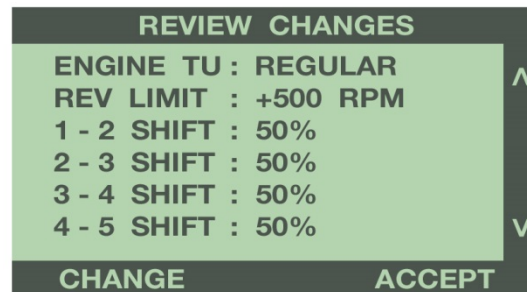 REVIEW CHANGES
ENGINE TU : REGULAR
REV LIMIT : +500 RPM
1 - 2 SHIFT : 50%
2 - 3 SHIFT : 50%
3 - 4 SHIFT : 50%
4 - 5 SHIFT : 50%
CHANGE ACCEPT